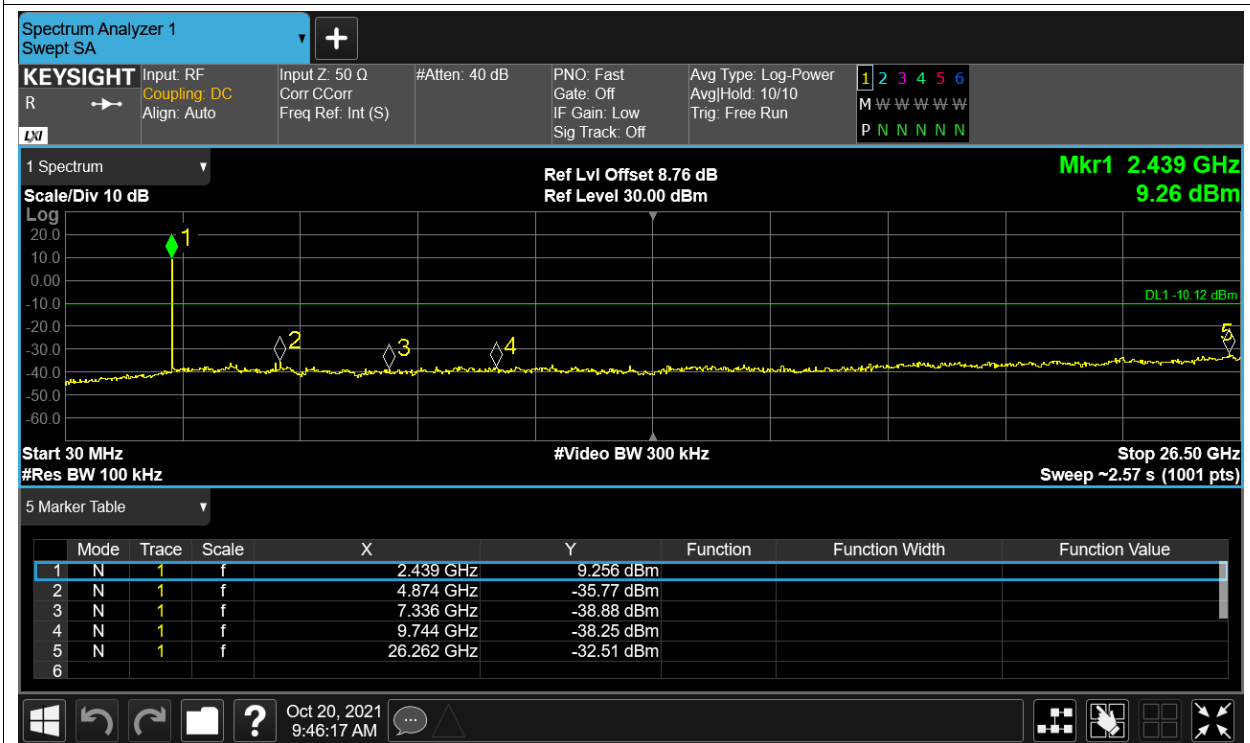 Spectrum Analyzer 1
Swept SA
KEYSIGHT
R
LXI
Input: RF
Coupling: DC
Align: Auto
Input Z: 50 Ω
Corr CCorr
Freq Ref: Int (S)
#Atten: 40 dB
PNO: Fast
Gate: Off
IF Gain: Low
Sig Track: Off
Avg Type: Log-Power
Avg|Hold: 10/10
Trig: Free Run
1 2 3 4 5 6
M W W W W W
P N N N N N
1 Spectrum
Scale/Div 10 dB
Ref Lvl Offset 8.76 dB
Ref Level 30.00 dBm
Mkr1 2.439 GHz
9.26 dBm
Log
20.0
10.0
0.00
-10.0
-20.0
-30.0
-40.0
-50.0
-60.0
1
2
3
4
5
DL1 -10.12 dBm
Start 30 MHz
#Video BW 300 kHz
Stop 26.50 GHz
#Res BW 100 kHz
Sweep ~2.57 s (1001 pts)
5 Marker Table
Mode Trace Scale X Y Function Function Width Function Value
1 N 1 f 2.439 GHz 9.256 dBm
2 N 1 f 4.874 GHz -35.77 dBm
3 N 1 f 7.336 GHz -38.88 dBm
4 N 1 f 9.744 GHz -38.25 dBm
5 N 1 f 26.262 GHz -32.51 dBm
6
?
Oct 20, 2021
9:46:17 AM